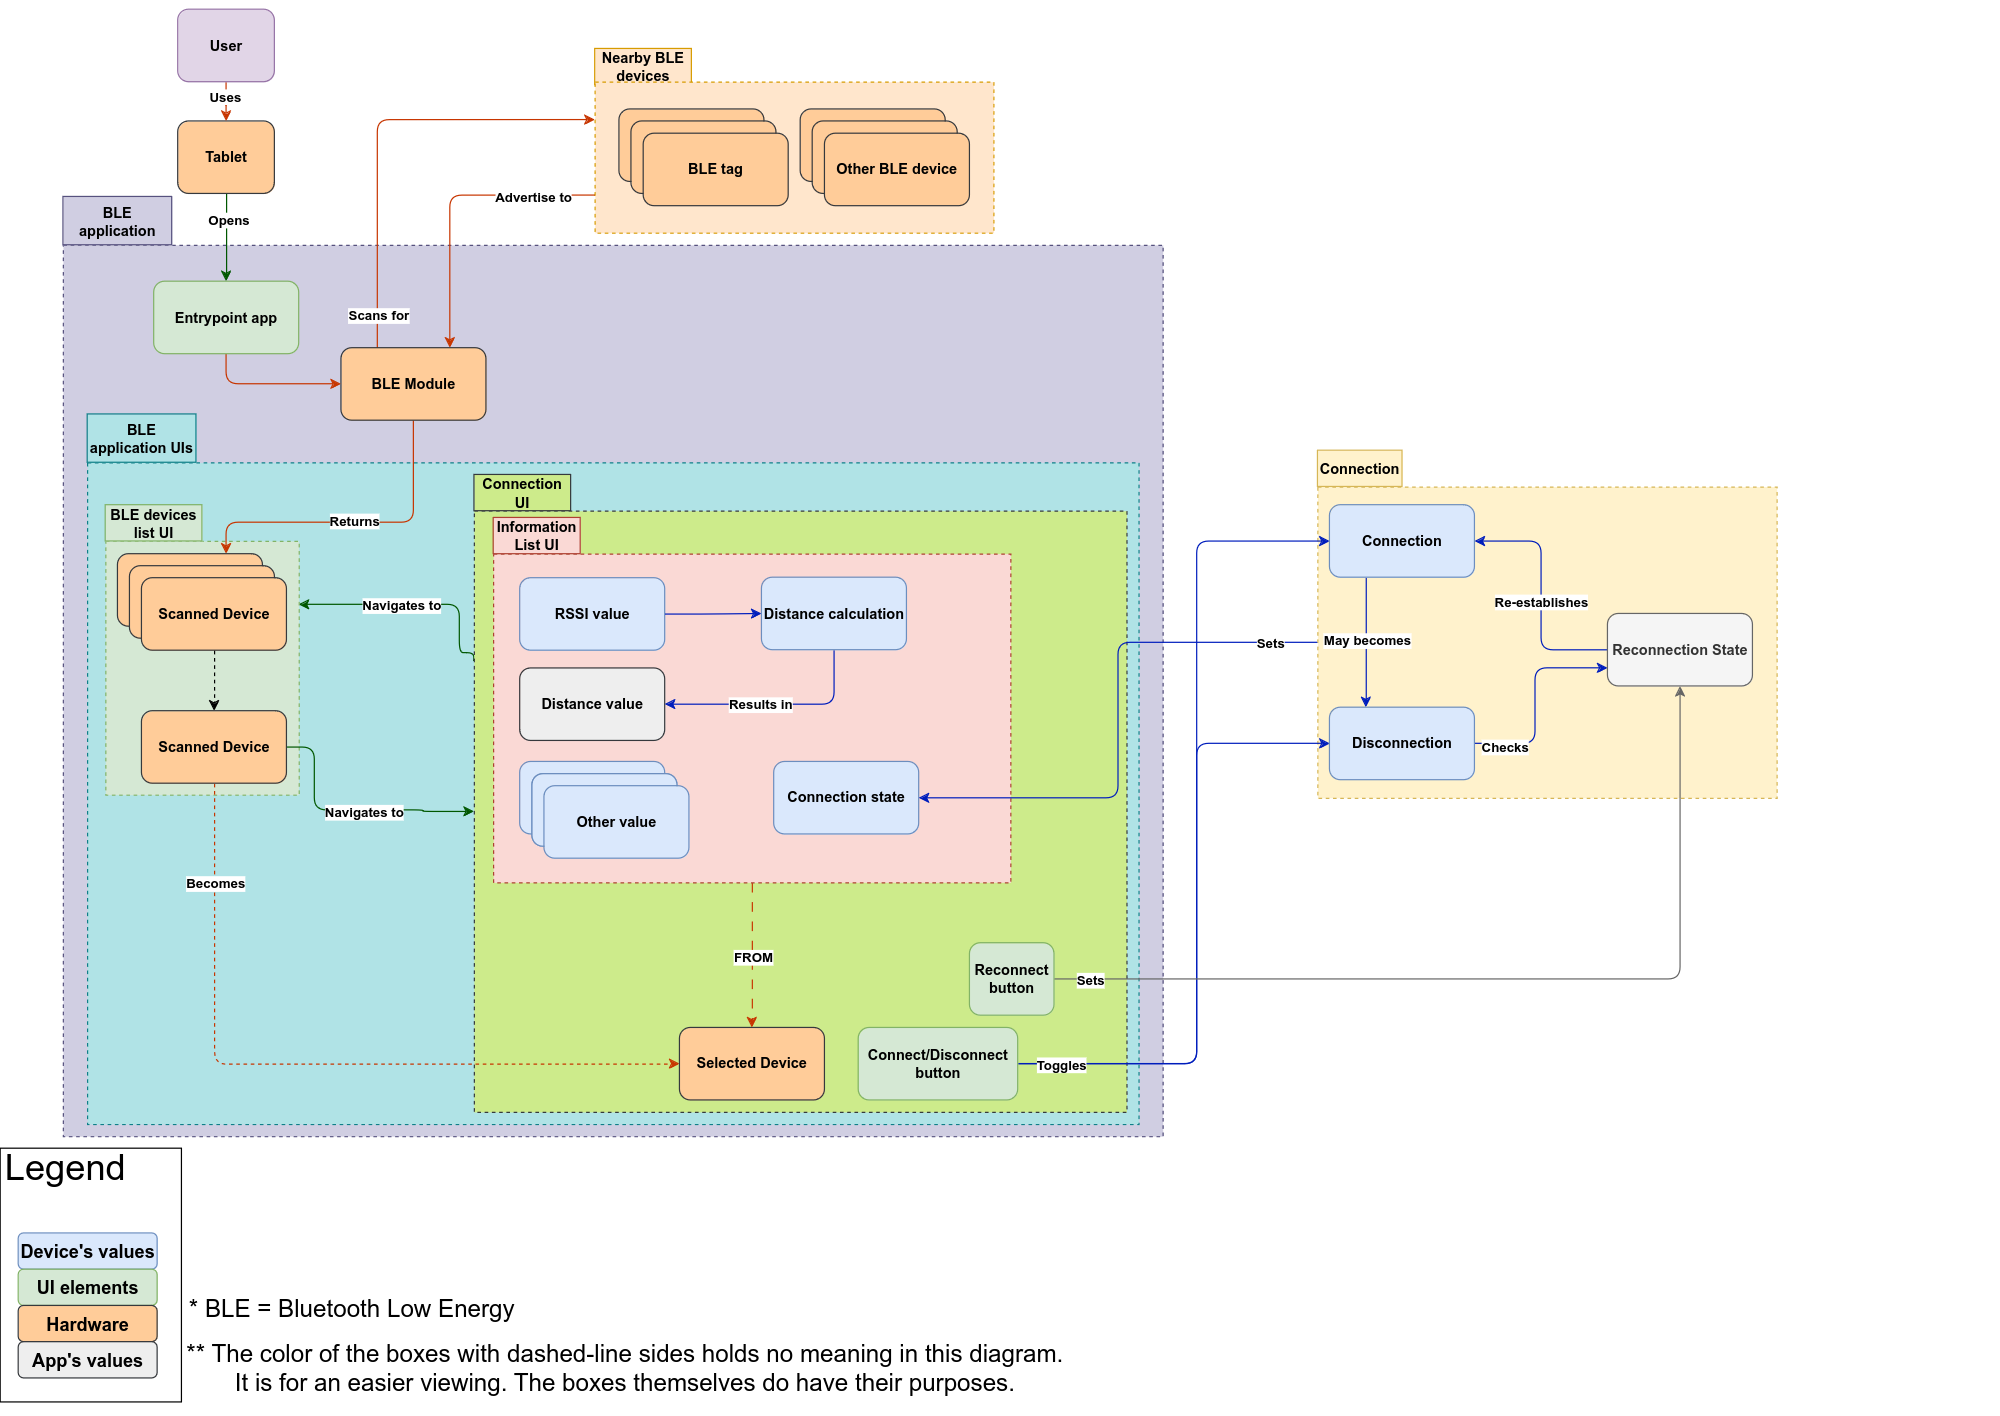 User
Uses
Tablet
Opens
Nearby BLE
devices
BLE tag
Other BLE device
Advertise to
BLE
application
Entrypoint app
Scans for
BLE Module
BLE
application UIs
Returns
BLE devices
list UI
Scanned Device
Scanned Device
Navigates to
Navigates to
Becomes
Connection
UI
Information
List UI
RSSI value
Distance calculation
Distance value
Results in
Other value
Connection state
FROM
Selected Device
Reconnect
button
Sets
Connect/Disconnect
button
Toggles
Sets
Connection
Connection
Re-establishes
May becomes
Reconnection State
Disconnection
Checks
Legend
Device's values
UI elements
Hardware
App's values
* BLE = Bluetooth Low Energy
** The color of the boxes with dashed-line sides holds no meaning in this diagram.
It is for an easier viewing. The boxes themselves do have their purposes.